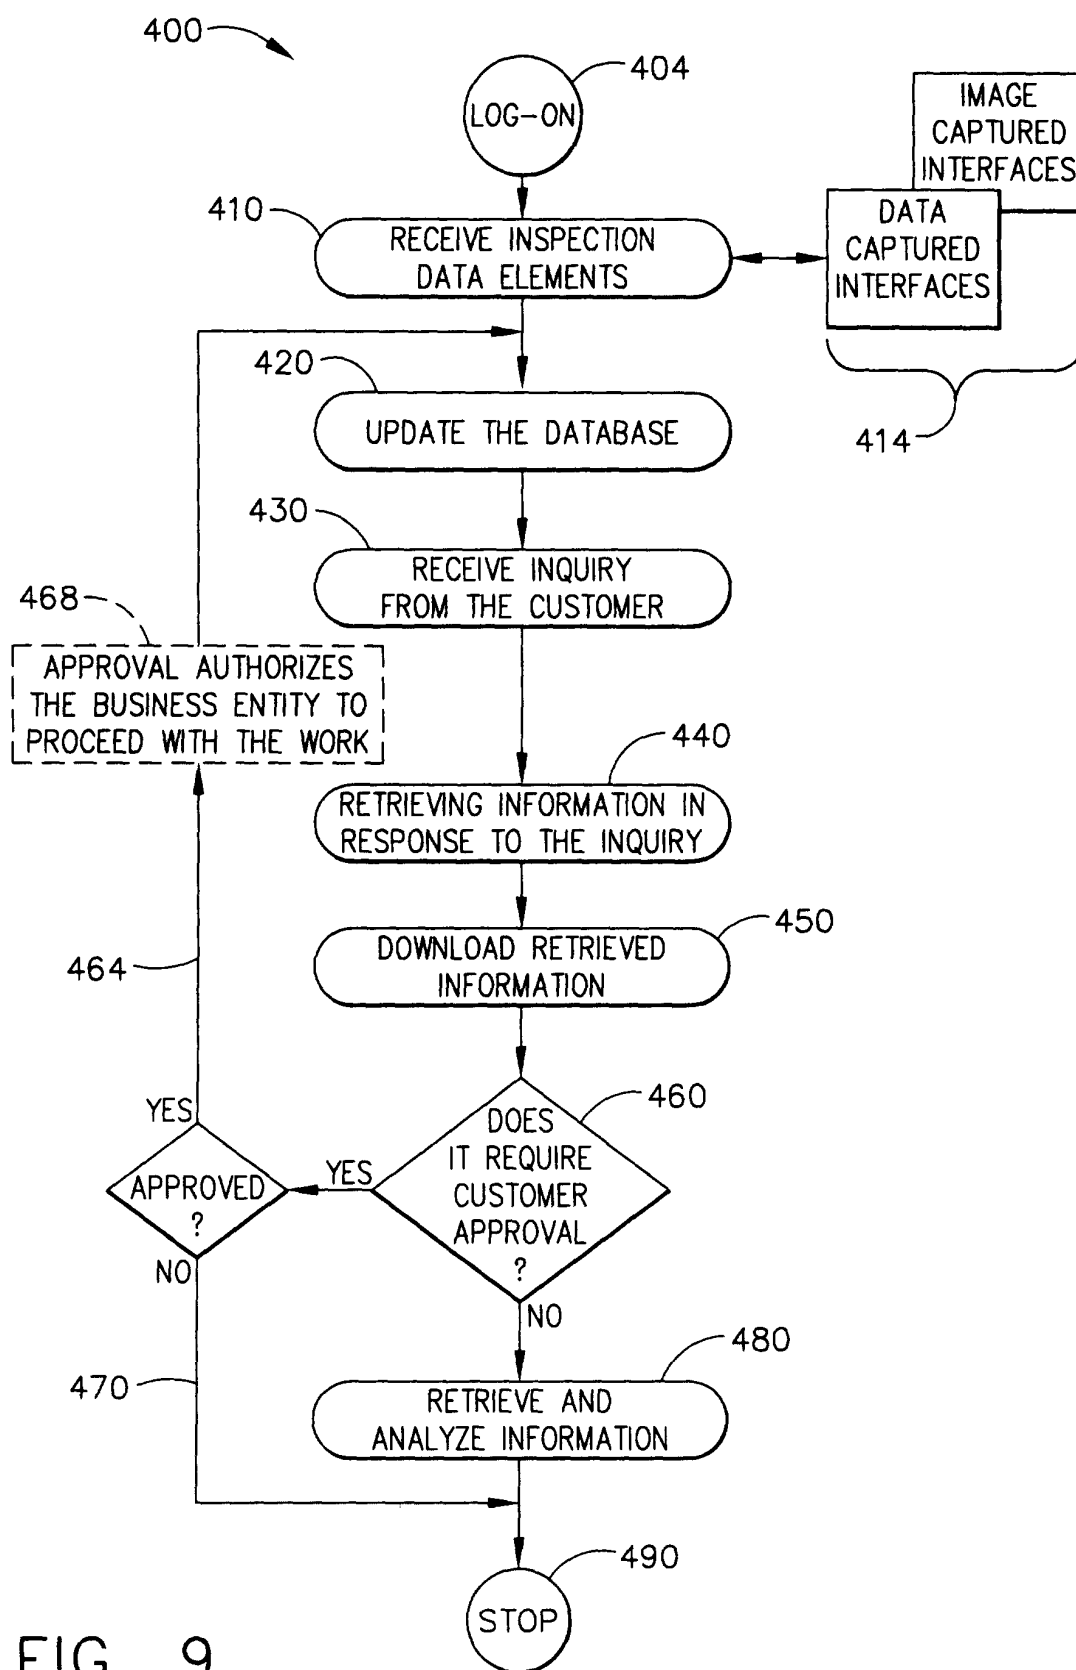 400
404
LOG-ON
IMAGE
CAPTURED
INTERFACES
410
RECEIVE INSPECTION
DATA ELEMENTS
DATA
CAPTURED
INTERFACES
414
420
UPDATE THE DATABASE
430
RECEIVE INQUIRY
FROM THE CUSTOMER
468
APPROVAL AUTHORIZES
THE BUSINESS ENTITY TO
PROCEED WITH THE WORK
440
RETRIEVING INFORMATION IN
RESPONSE TO THE INQUIRY
450
DOWNLOAD RETRIEVED
INFORMATION
464
460
DOES
IT REQUIRE
CUSTOMER
APPROVAL
?
YES
YES
APPROVED
?
NO
NO
470
480
RETRIEVE AND
ANALYZE INFORMATION
490
STOP
FIG. 9